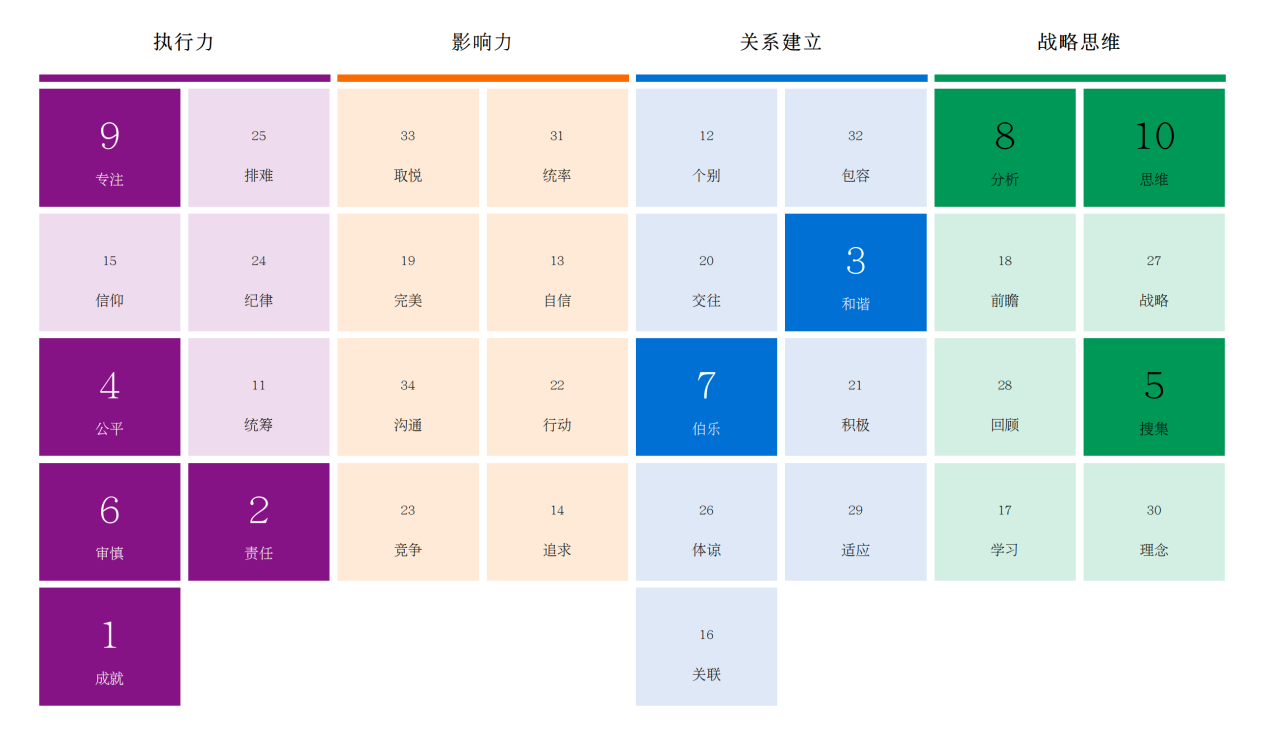 执行力
影响力
关系建立
战略思维
9
专注
25
排难
33
取悦
31
统率
12
个别
32
包容
8
分析
10
思维
15
信仰
24
纪律
19
完美
13
自信
20
交往
3
和谐
18
前瞻
27
战略
4
公平
11
统筹
34
沟通
22
行动
7
伯乐
21
积极
28
回顾
5
搜集
6
审慎
2
责任
23
竞争
14
追求
26
体谅
29
适应
17
学习
30
理念
1
成就
16
关联